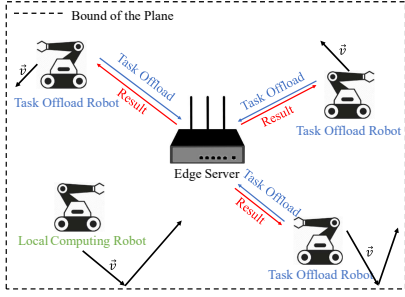 Bound of the Plane
v
Task Offload Robot
Task Offload
Result
Task Offload
Result
v
Task Offload Robot
Edge Server
Local Computing Robot
v
Task Offload
Result
Task Offload Robot
v